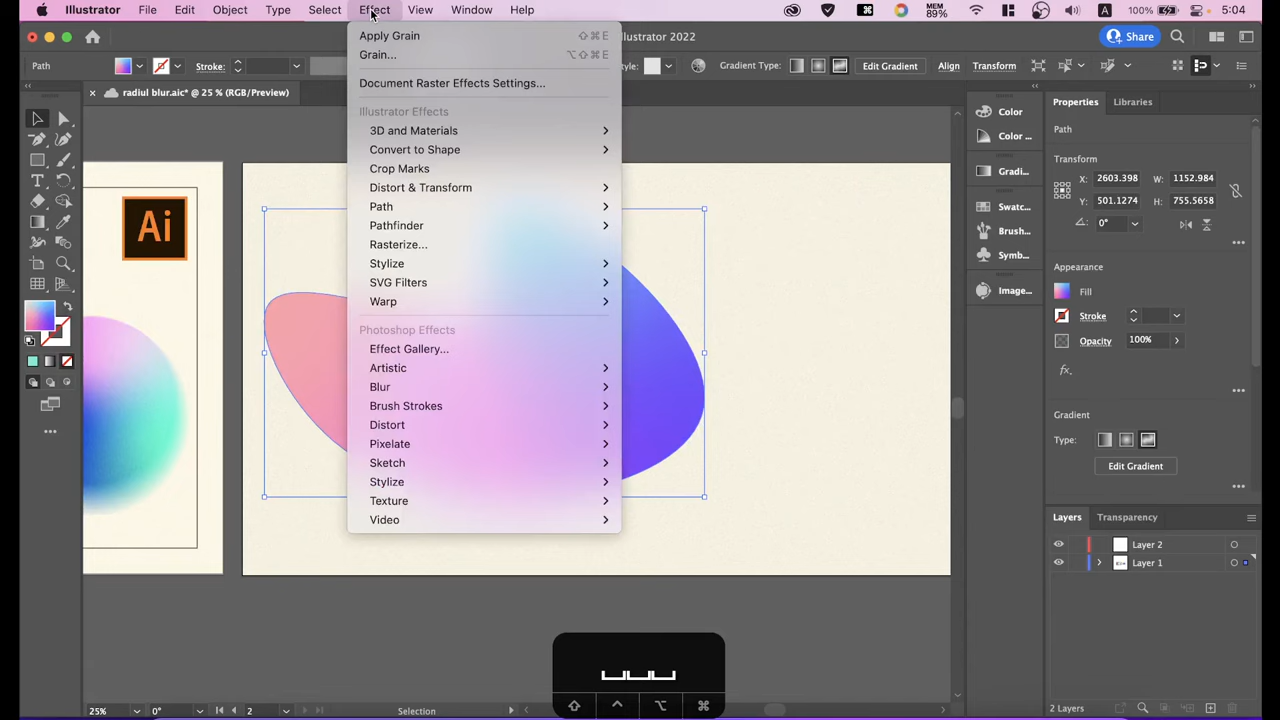 Illustrator File Edit Object Type Select Effect View Window Help MEM 89% A 100% 5:04
Illustrator 2022 Share
Path Stroke: Gradient Type: Edit Gradient Align Transform
radiul blur.aic* @ 25 % (RGB/Preview)
Apply Grain ⇧⌘E
Grain... ⌥⇧⌘E
Document Raster Effects Settings...
Illustrator Effects
3D and Materials
Convert to Shape
Crop Marks
Distort & Transform
Path
Pathfinder
Rasterize...
Stylize
SVG Filters
Warp
Photoshop Effects
Effect Gallery...
Artistic
Blur
Brush Strokes
Distort
Pixelate
Sketch
Stylize
Texture
Video
Ai
Color
Color ...
Gradi...
Swatc...
Brush...
Symb...
Image...
Properties Libraries
Path
Transform
X: 2603.398 W: 1152.984
Y: 501.1274 H: 755.5658
0°
Appearance
Fill
Stroke
Opacity 100%
fx.
Gradient
Type:
Edit Gradient
Layers Transparency
Layer 2
Layer 1
2 Layers
25% 0° 2 Selection
⇧ ^ ⌥ ⌘